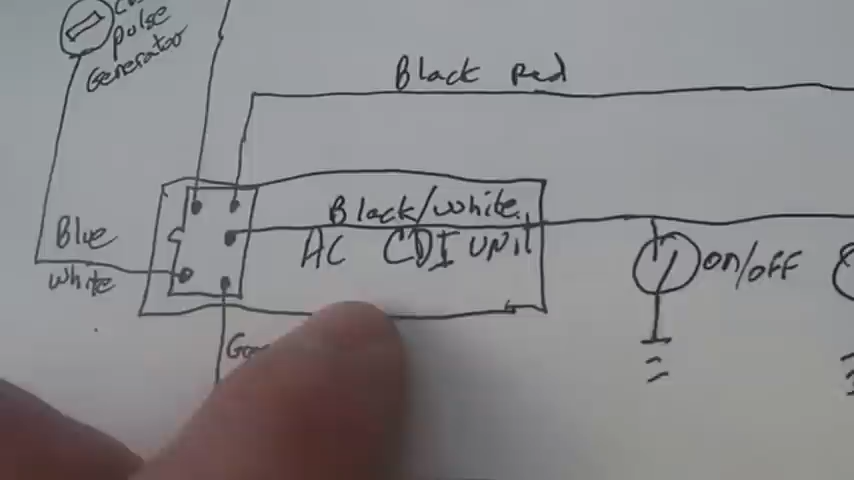 pulse
Generator
Black Red
Blue
White
Black/white
AC CDI UNIT
on/off